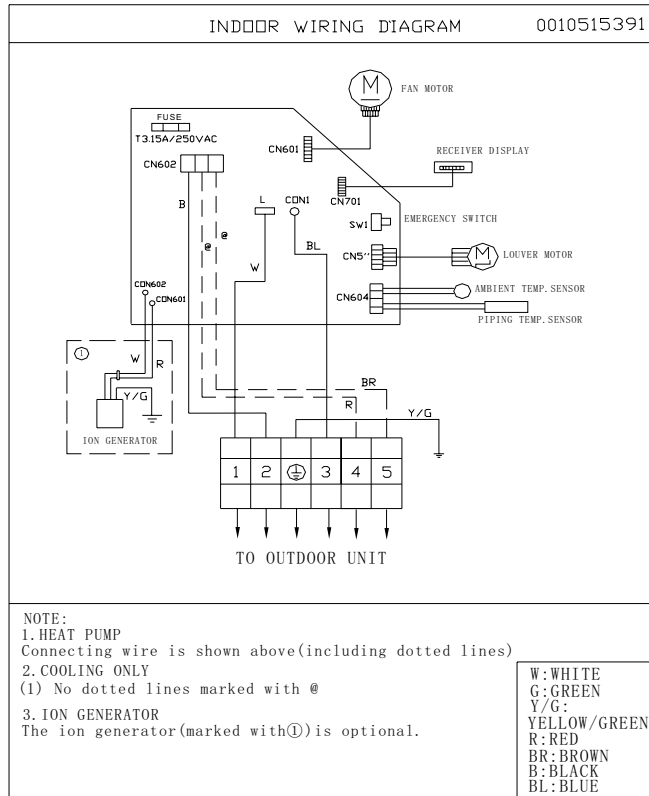 INDOOR WIRING D'IAGRAM 0010515391
M
FAN MOTOR
FUSE
T3.15A/250VAC
CN601
RECEIVER DISPLAY
CN602
CN701
L
CON1
B
SW1
EMERGENCY SWITCH
@
@
BL
CN5''
M
LOUVER MOTOR
W
AMBIENT TEMP.SENSOR
CN604
CON602
CON601
PIPING TEMP.SENSOR
①
W
R
Y/G
ION GENERATOR
BR
R
Y/G
1 2 3 4 5
TO OUTDOOR UNIT
NOTE:
1.HEAT PUMP
Connecting wire is shown above(including dotted lines)
2.COOLING ONLY
(1) No dotted lines marked with @
3.ION GENERATOR
The ion generator(marked with①)is optional.
W:WHITE
G:GREEN
Y/G:
YELLOW/GREEN
R:RED
BR:BROWN
B:BLACK
BL:BLUE